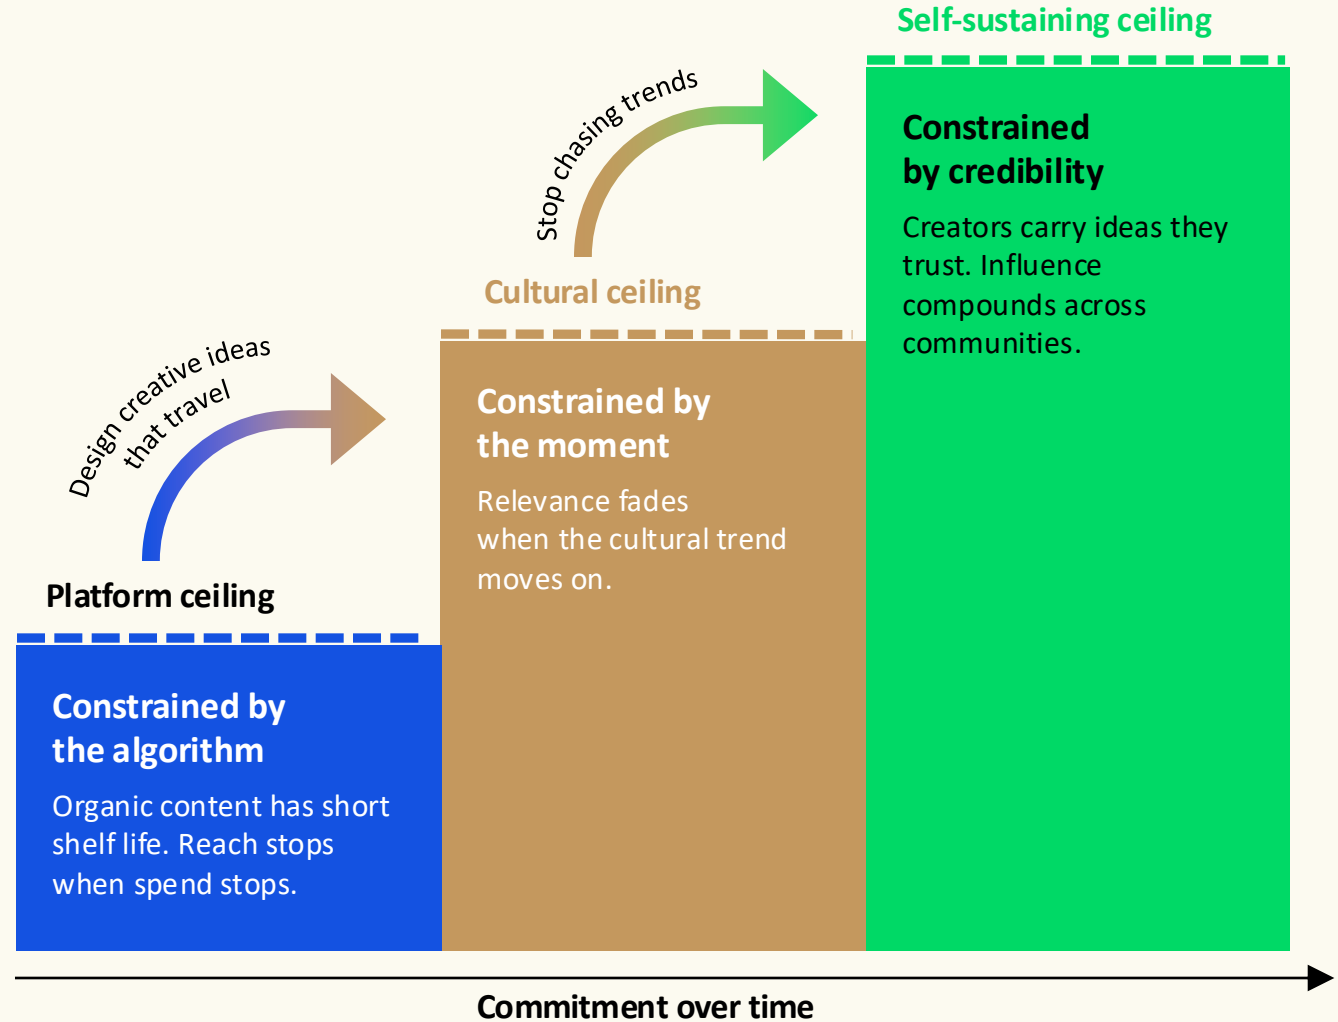 Self-sustaining ceiling
Stop chasing trends
Constrained
by credibility
Creators carry ideas they
trust. Influence
compounds across
communities.
Cultural ceiling
Design creative ideas
that travel
Constrained by
the moment
Relevance fades
when the cultural trend
moves on.
Platform ceiling
Constrained by
the algorithm
Organic content has short
shelf life. Reach stops
when spend stops.
Commitment over time